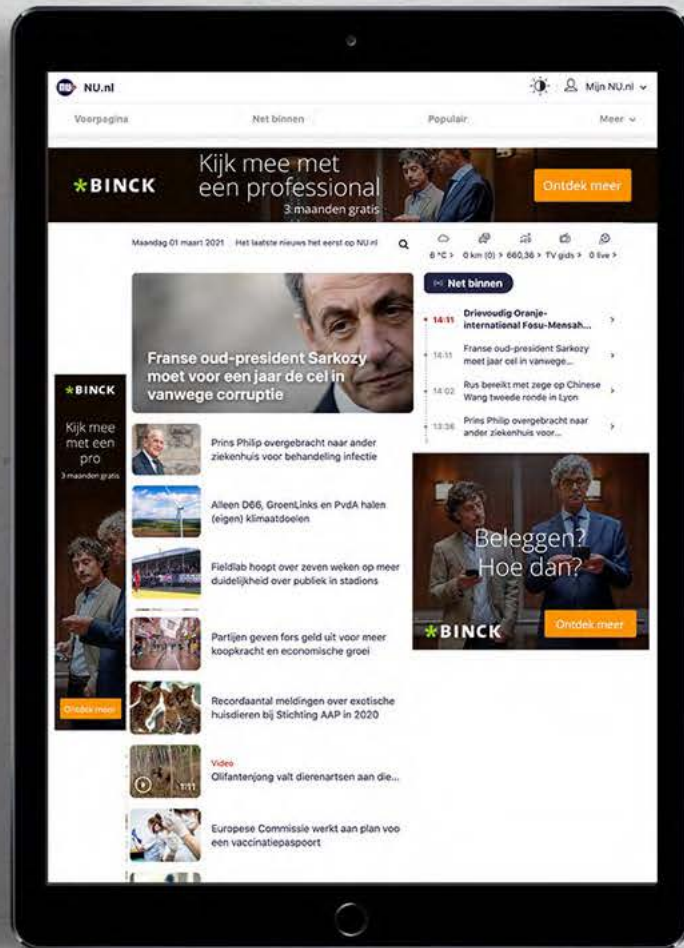 NU NU.nl
Mijn NU.nl
Voorpagina Net binnen Populair Meer
BINCK
Kijk mee met
een professional
3 maanden gratis
Ontdek meer
Maandag 01 maart 2021 Het laatste nieuws het eerst op NU.nl
6 °C > 0 km (0) > 660,36 > TV gids > 0 live >
Franse oud-president Sarkozy
moet voor een jaar de cel in
vanwege corruptie
Net binnen
14:11 Drievoudig Oranje-
international Fosu-Mensah...
14:11 Franse oud-president Sarkozy
moet jaar cel in vanwege...
14:02 Rus bereikt met zege op Chinese
Wang tweede ronde in Lyon
13:36 Prins Philip overgebracht naar
ander ziekenhuis voor...
BINCK
Kijk mee
met een
pro
3 maanden gratis
Ontdek meer
Prins Philip overgebracht naar ander
ziekenhuis voor behandeling infectie
Alleen D66, GroenLinks en PvdA halen
(eigen) klimaatdoelen
Fieldlab hoopt over zeven weken op meer
duidelijkheid over publiek in stadions
Partijen geven fors geld uit voor meer
koopkracht en economische groei
Recordaantal meldingen over exotische
huisdieren bij Stichting AAP in 2020
Video
1:11
Olifantenjong valt dierenartsen aan die...
Europese Commissie werkt aan plan voo
een vaccinatiepaspoort
Beleggen?
Hoe dan?
BINCK
Ontdek meer